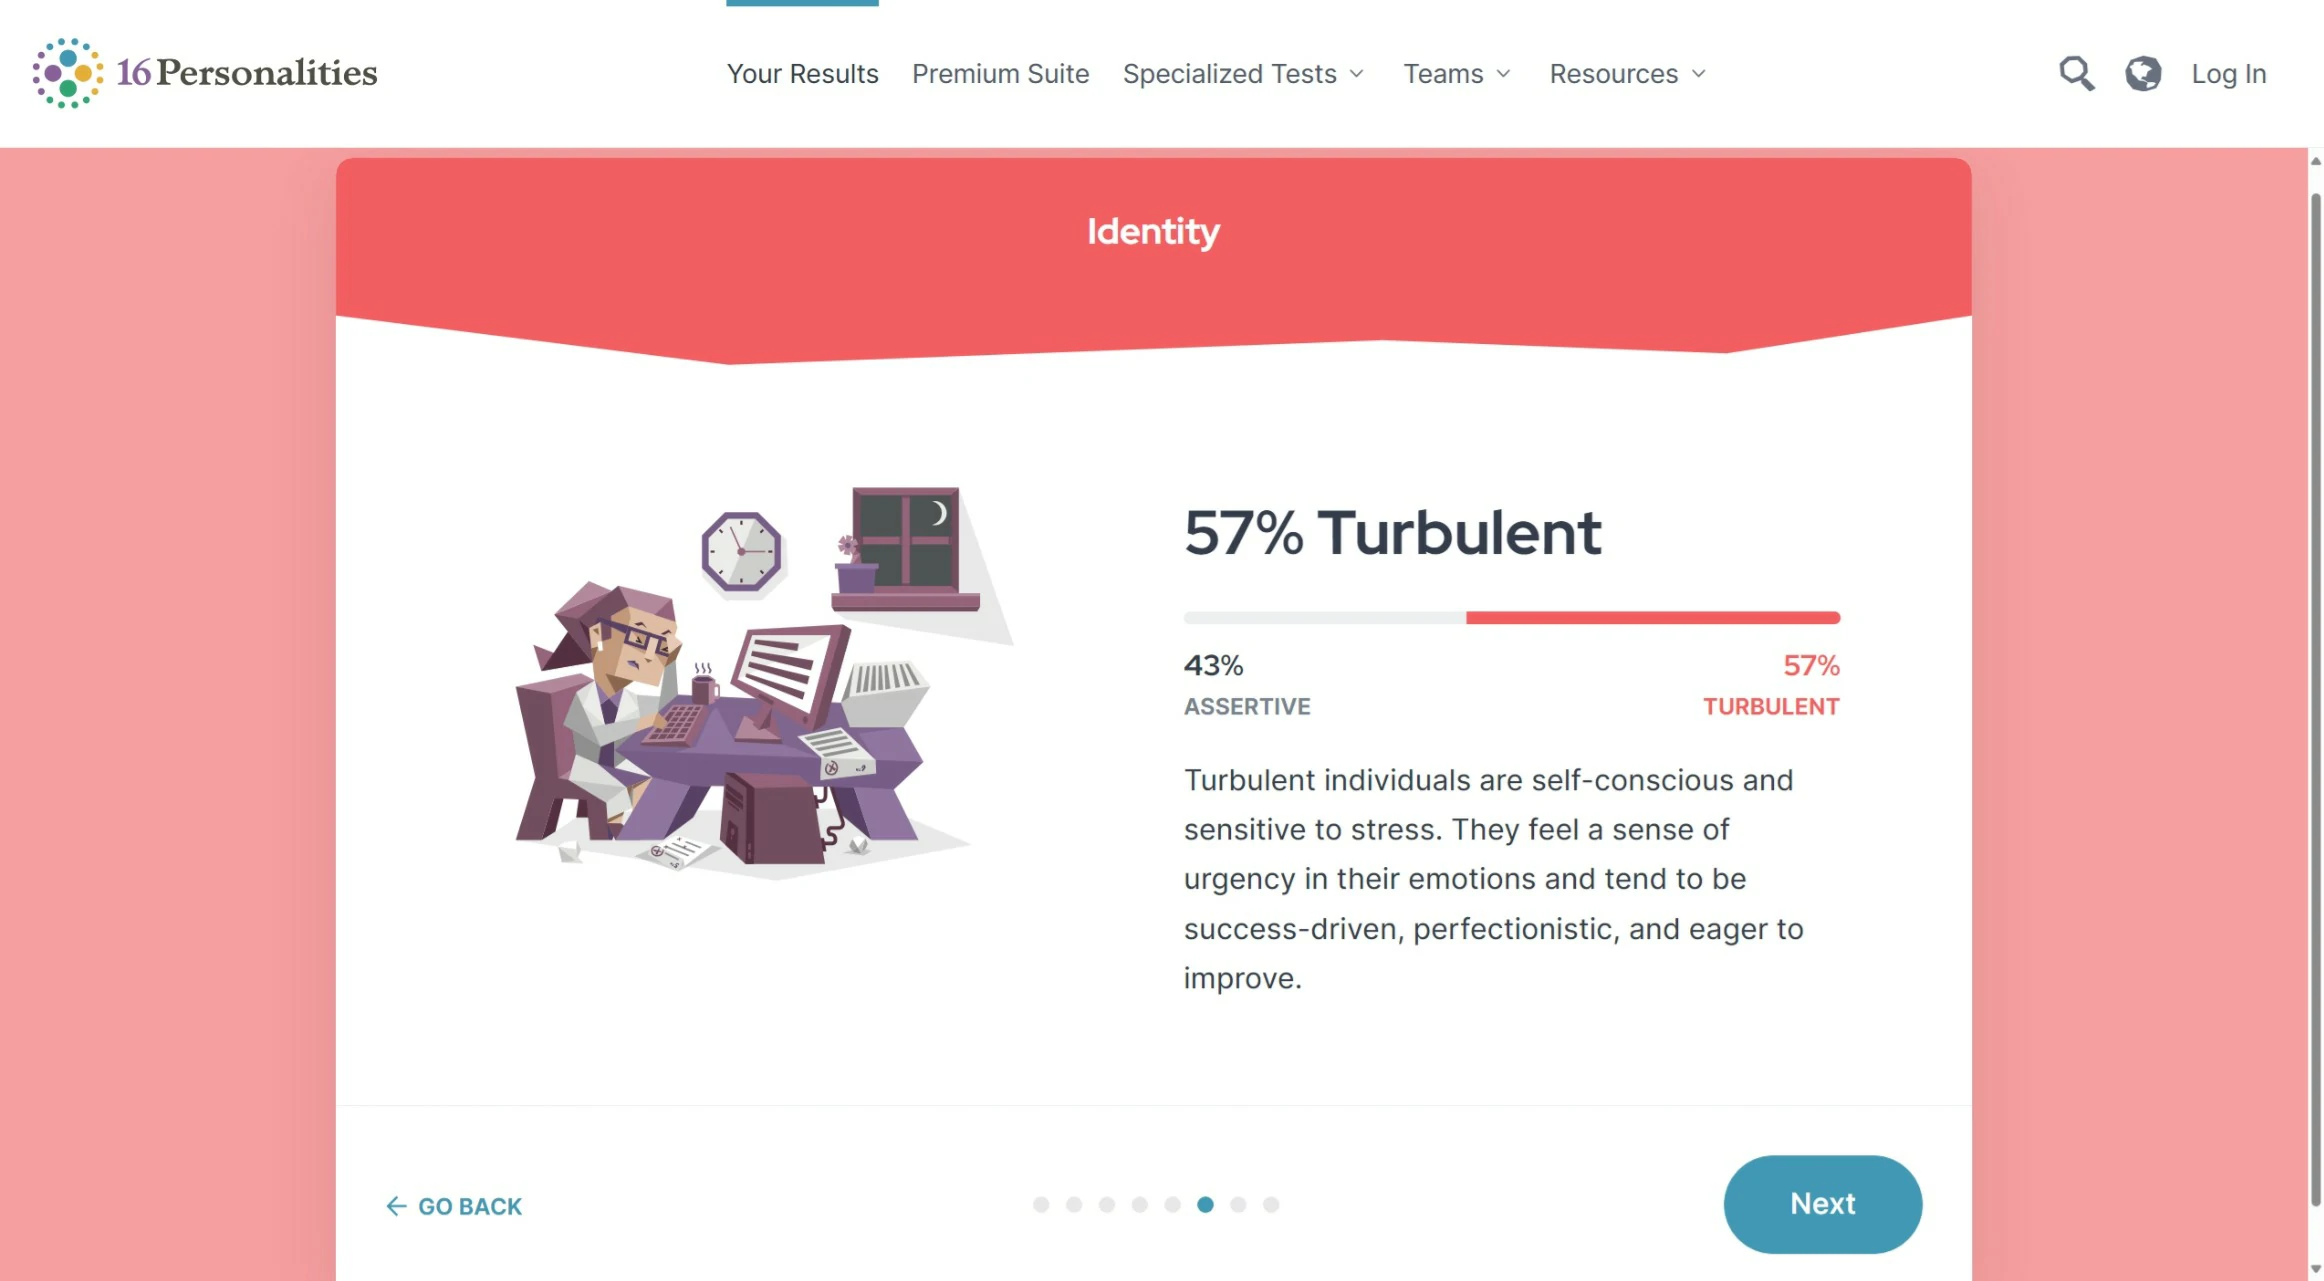 16Personalities
Your Results
Premium Suite
Specialized Tests
Teams
Resources
Log In
Identity
57% Turbulent
43%
57%
ASSERTIVE
TURBULENT
Turbulent individuals are self-conscious and
sensitive to stress. They feel a sense of
urgency in their emotions and tend to be
success-driven, perfectionistic, and eager to
improve.
← GO BACK
Next